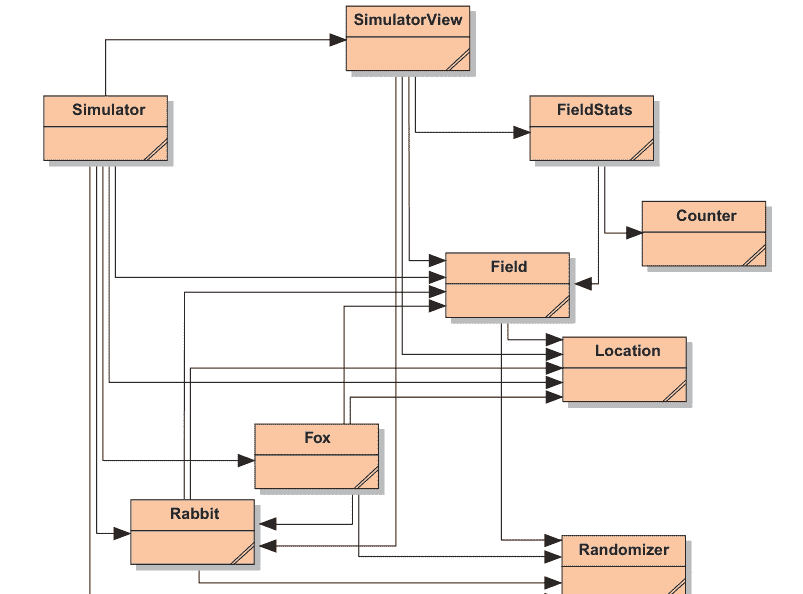 SimulatorView
Simulator
FieldStats
Counter
Field
Location
Fox
Rabbit
Randomizer